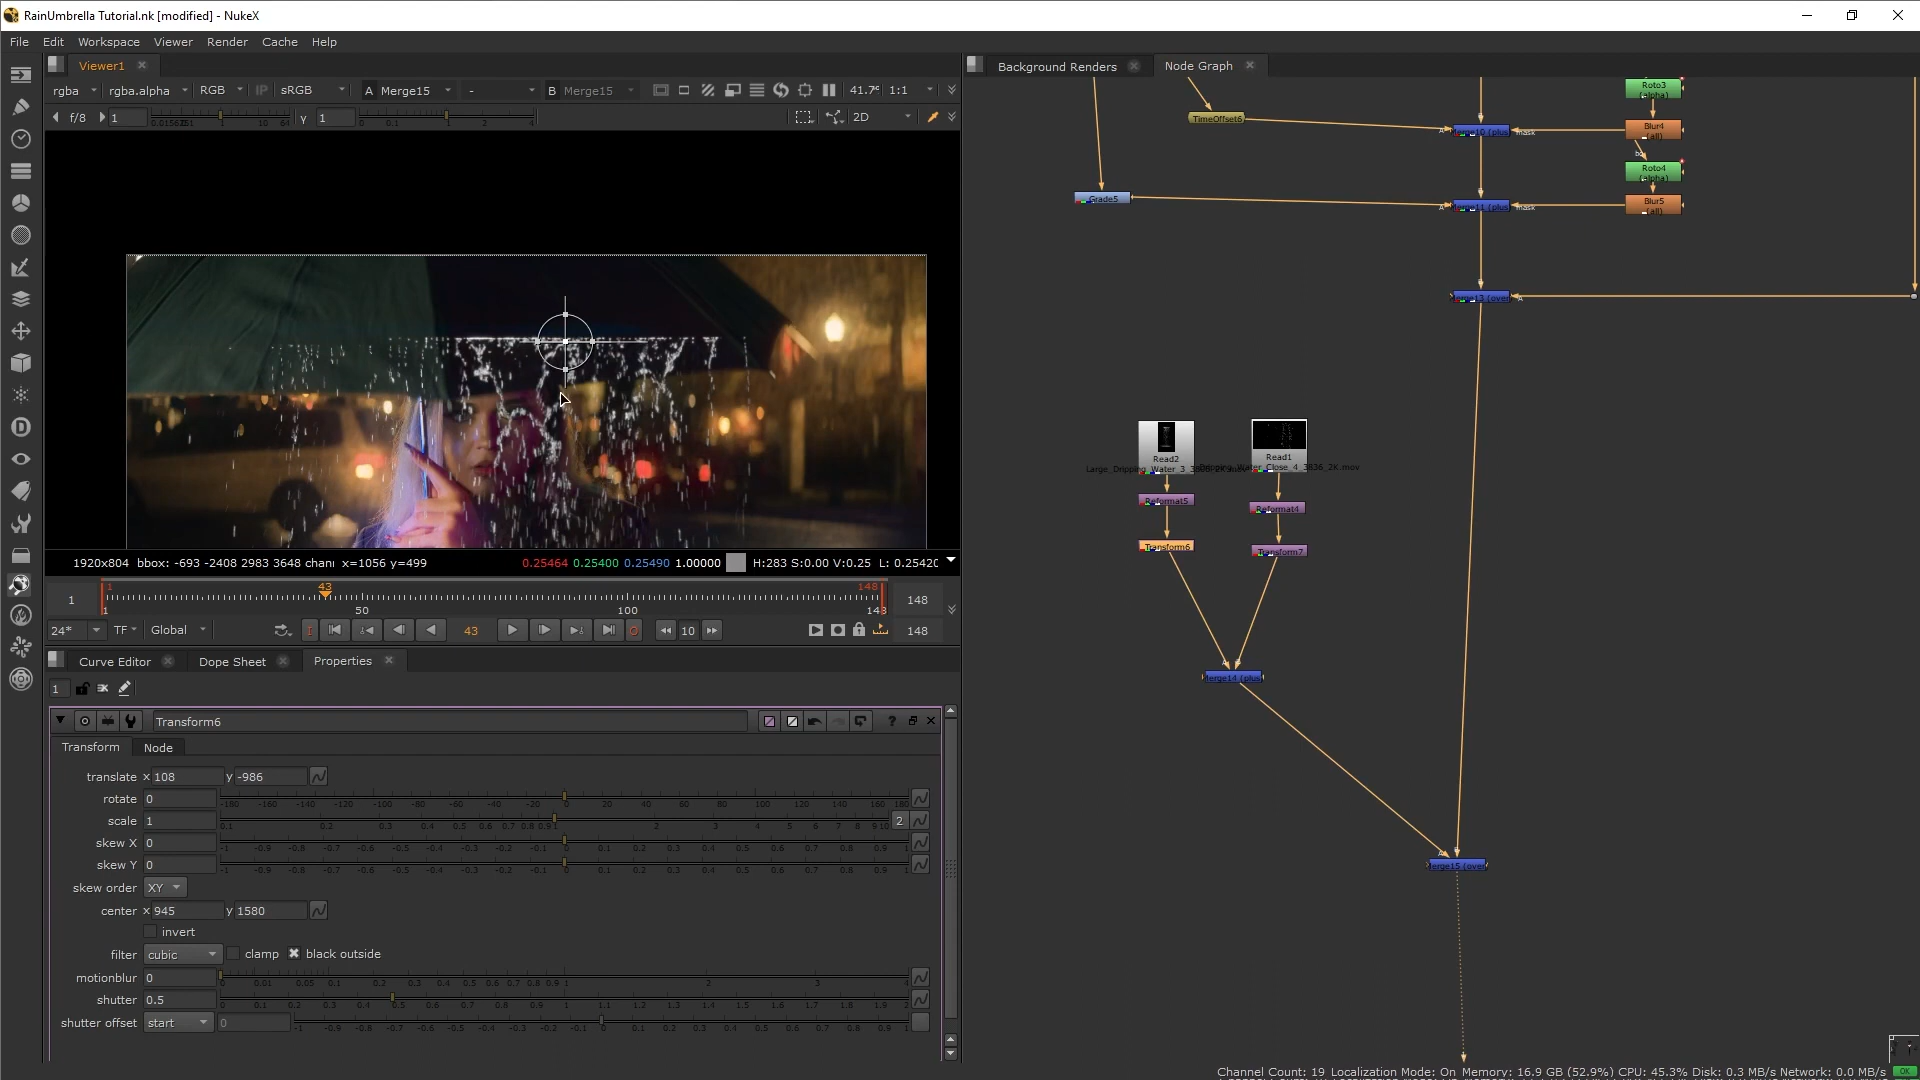 RainUmbrella Tutorial.nk [modified] - NukeX
File Edit Workspace Viewer Render Cache Help
Viewer1
rgba rgba.alpha RGB IP sRGB A Merge15 - B Merge15 1:1
f/8 1 y 1 2D
1920x804 bbox: -693 -2408 2983 3648 chann x=1056 y=499 0.25464 0.25400 0.25490 1.00000 H:283 S:0.00 V:0.25 L: 0.2542
1 1 43 50 100 148 148
24* TF Global 43 10 148
Curve Editor Dope Sheet Properties
1
Transform6
Transform Node
translate x 108 y -986
rotate 0 -180 -160 -140 -120 -100 -80 -60 -40 -20 0 20 40 60 80 100 120 140 160 180
scale 1 0.1 0.2 0.3 0.4 0.5 0.6 0.7 0.8 0.9 1 2 3 4 5 6 7 8 9 10 2
skew X 0 -1 -0.9 -0.8 -0.7 -0.6 -0.5 -0.4 -0.3 -0.2 -0.1 0 0.1 0.2 0.3 0.4 0.5 0.6 0.7 0.8 0.9 1
skew Y 0 -1 -0.9 -0.8 -0.7 -0.6 -0.5 -0.4 -0.3 -0.2 -0.1 0 0.1 0.2 0.3 0.4 0.5 0.6 0.7 0.8 0.9 1
skew order XY
center x 945 y 1580
invert
filter cubic clamp black outside
motionblur 0 0 0.01 0.05 0.1 0.2 0.3 0.4 0.5 0.6 0.7 0.8 0.9 1 2 3 4
shutter 0.5 0 0.1 0.2 0.3 0.4 0.5 0.6 0.7 0.8 0.9 1 1.1 1.2 1.3 1.4 1.5 1.6 1.7 1.8 1.9 2
shutter offset start 0 -1 -0.9 -0.8 -0.7 -0.6 -0.5 -0.4 -0.3 -0.2 -0.1 0 0.1 0.2 0.3 0.4 0.5 0.6 0.7 0.8 0.9 1
Background Renders Node Graph
Roto3
(alpha)
TimeOffset6
A mask
Blur4
(all)
Roto4
(alpha)
Grade5
A mask
Blur5
(all)
A
Read2
Read1
Reformat5
Reformat4
Transform6
Transform7
Channel Count: 19 Localization Mode: On Memory: 16.9 GB (52.9%) CPU: 45.3% Disk: 0.3 MB/s Network: 0.0 MB/s OK